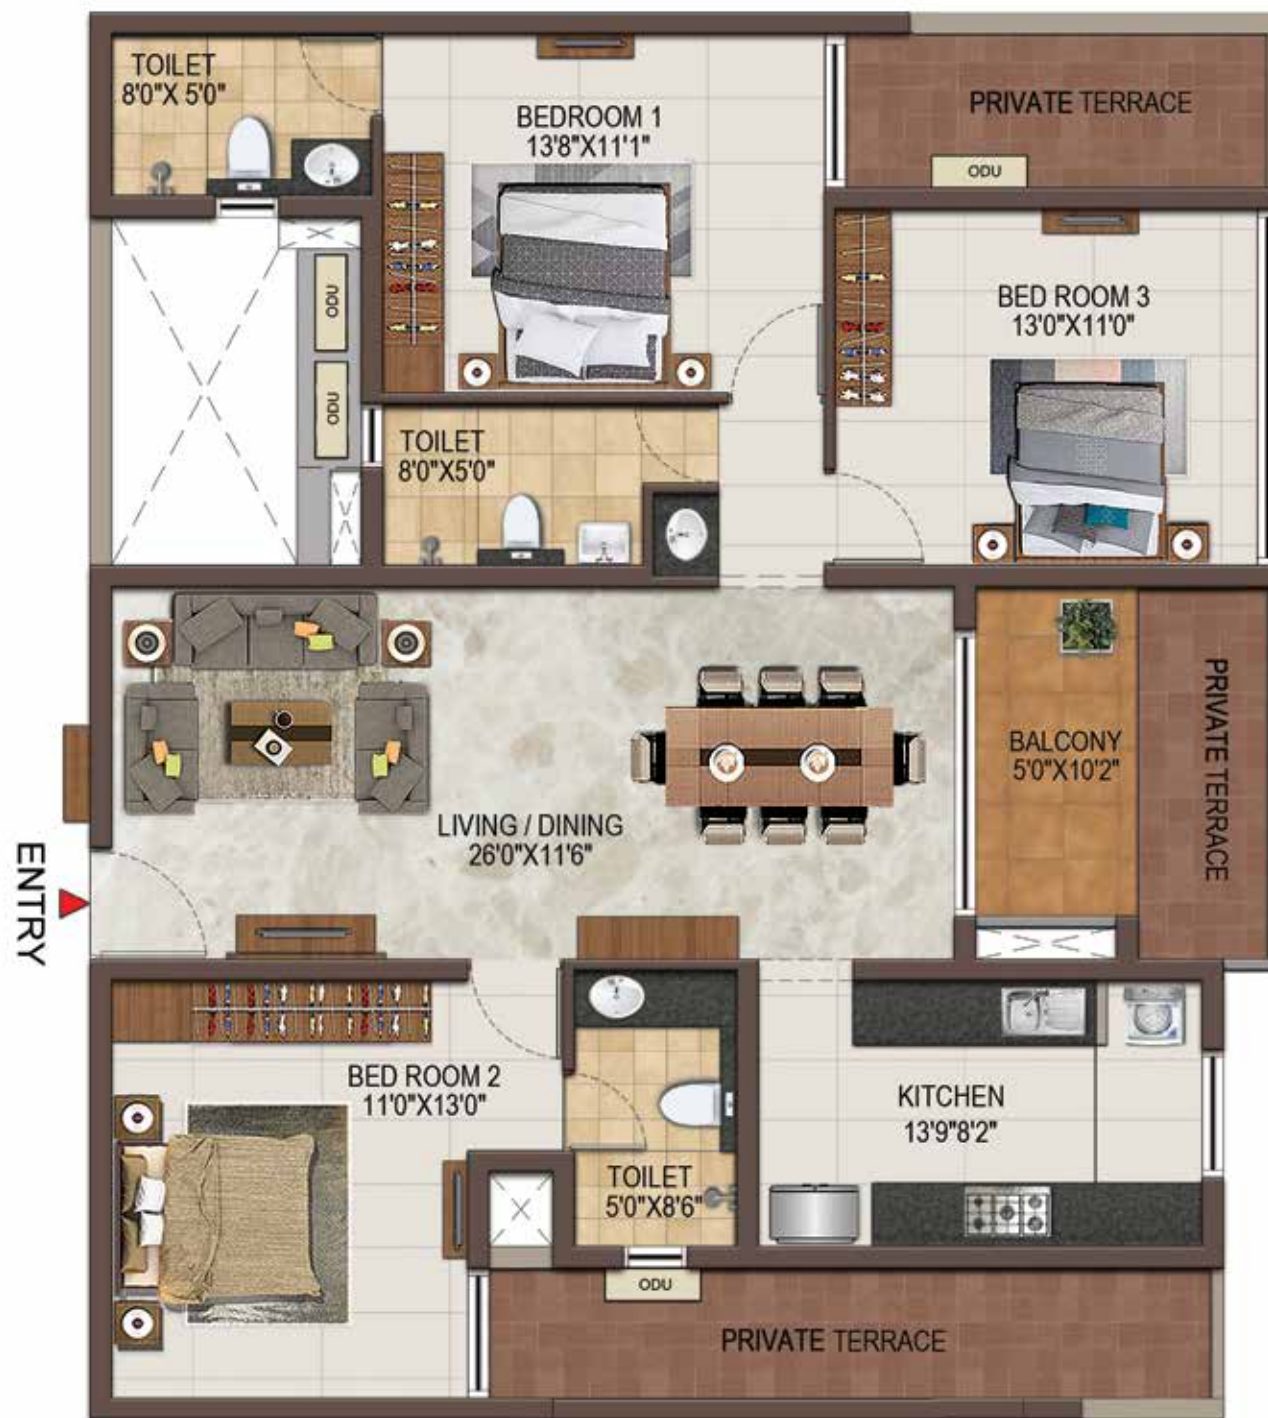 TOILET
8'0"X 5'0"
BEDROOM 1
13'8"X11'1"
PRIVATE TERRACE
ODU
ODU
ODU
BED ROOM 3
13'0"X11'0"
TOILET
8'0"X5'0"
BALCONY
5'0"X10'2"
PRIVATE TERRACE
LIVING / DINING
26'0"X11'6"
ENTRY
BED ROOM 2
11'0"X13'0"
KITCHEN
13'9"8'2"
TOILET
5'0"X8'6"
ODU
PRIVATE TERRACE